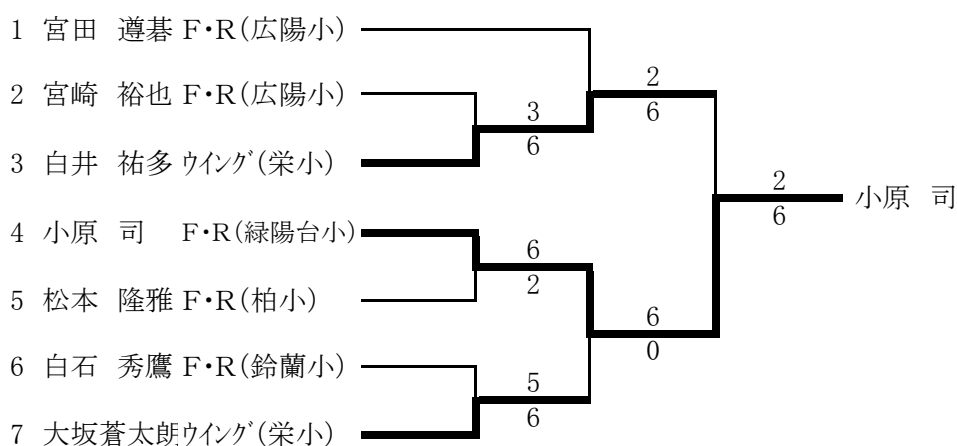 1 宮田 遵碁 F・R(広陽小)
2 宮崎 裕也 F・R(広陽小)
3 白井 祐多 ウイング(栄小)
4 小原 司 F・R(緑陽台小)
5 松本 隆雅 F・R(柏小)
6 白石 秀鷹 F・R(鈴蘭小)
7 大坂蒼太朗ウイング(栄小)
3
6
6
2
5
6
2
6
6
0
2
6
小原 司